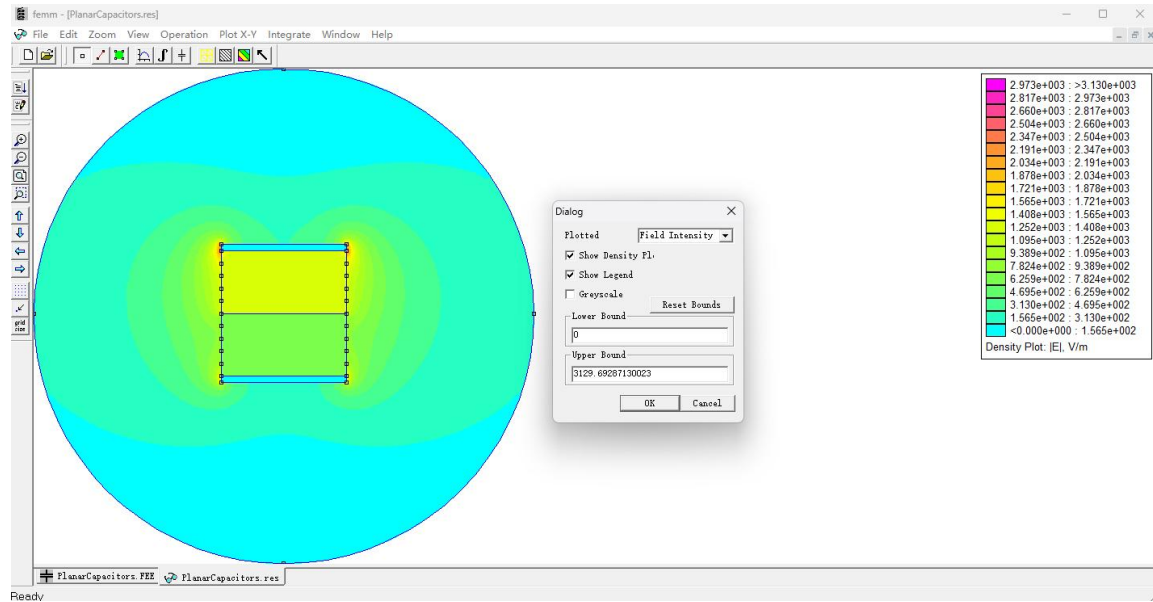 femm - [PlanarCapacitors.res]
File Edit Zoom View Operation Plot X-Y Integrate Window Help
grid size
Dialog
Plotted Field Intensity
Show Density Pl
Show Legend
Greyscale
Reset Bounds
Lower Bound
0
Upper Bound
3129.69287130023
OK Cancel
2.973e+003 : >3.130e+003
2.817e+003 : 2.973e+003
2.660e+003 : 2.817e+003
2.504e+003 : 2.660e+003
2.347e+003 : 2.504e+003
2.191e+003 : 2.347e+003
2.034e+003 : 2.191e+003
1.878e+003 : 2.034e+003
1.721e+003 : 1.878e+003
1.565e+003 : 1.721e+003
1.408e+003 : 1.565e+003
1.252e+003 : 1.408e+003
1.095e+003 : 1.252e+003
9.389e+002 : 1.095e+003
7.824e+002 : 9.389e+002
6.259e+002 : 7.824e+002
4.695e+002 : 6.259e+002
3.130e+002 : 4.695e+002
1.565e+002 : 3.130e+002
<0.000e+000 : 1.565e+002
Density Plot: |E|, V/m
PlanarCapacitors.FEE PlanarCapacitors.res
Ready